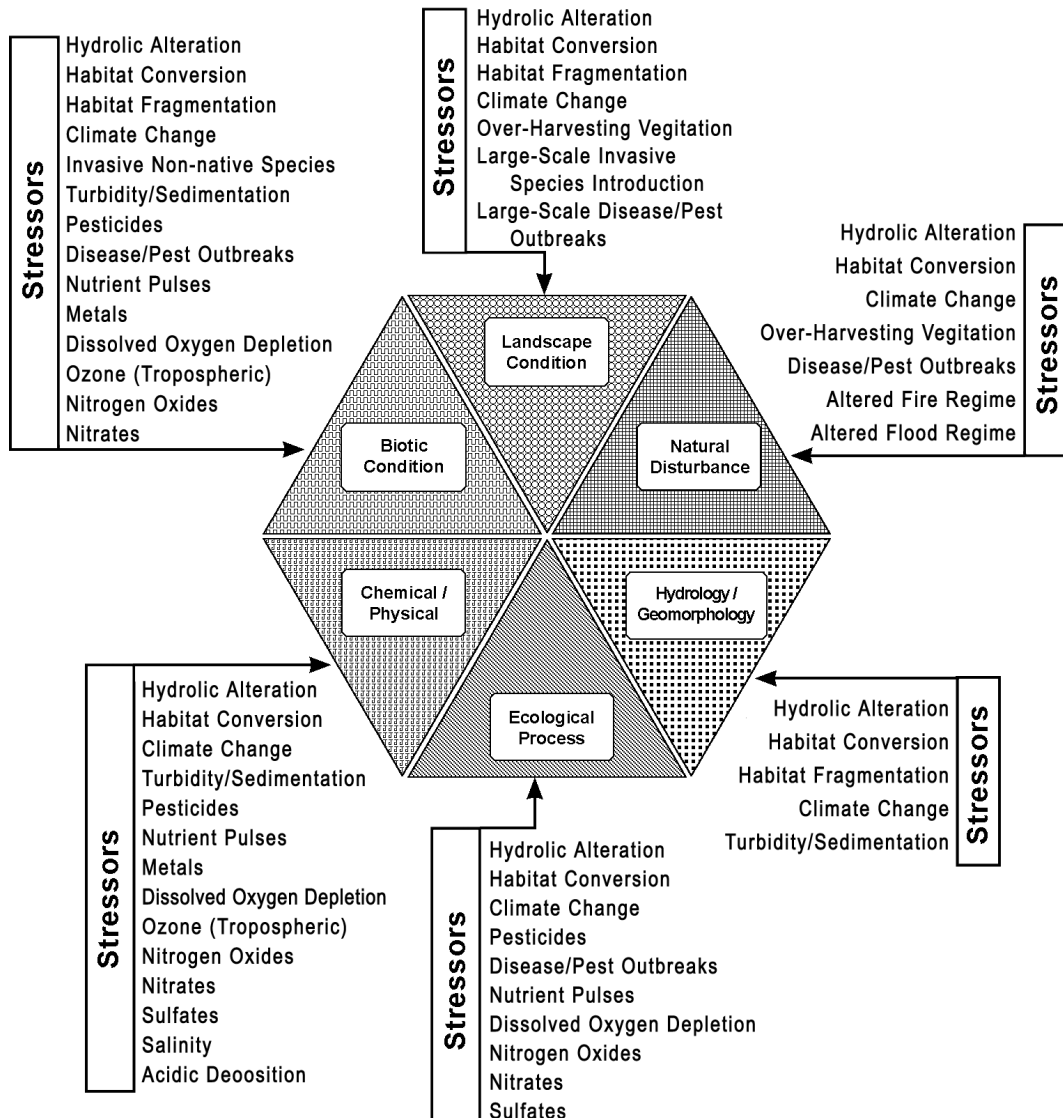 Stressors
Hydrolic Alteration
Habitat Conversion
Habitat Fragmentation
Climate Change
Invasive Non-native Species
Turbidity/Sedimentation
Pesticides
Disease/Pest Outbreaks
Nutrient Pulses
Metals
Dissolved Oxygen Depletion
Ozone (Tropospheric)
Nitrogen Oxides
Nitrates
Stressors
Hydrolic Alteration
Habitat Conversion
Habitat Fragmentation
Climate Change
Over-Harvesting Vegitation
Large-Scale Invasive
Species Introduction
Large-Scale Disease/Pest
Outbreaks
Stressors
Hydrolic Alteration
Habitat Conversion
Climate Change
Over-Harvesting Vegitation
Disease/Pest Outbreaks
Altered Fire Regime
Altered Flood Regime
Landscape
Condition
Biotic
Condition
Natural
Disturbance
Chemical /
Physical
Hydrology /
Geomorphology
Ecological
Process
Stressors
Hydrolic Alteration
Habitat Conversion
Climate Change
Turbidity/Sedimentation
Pesticides
Nutrient Pulses
Metals
Dissolved Oxygen Depletion
Ozone (Tropospheric)
Nitrogen Oxides
Nitrates
Sulfates
Salinity
Acidic Deoosition
Stressors
Hydrolic Alteration
Habitat Conversion
Climate Change
Pesticides
Disease/Pest Outbreaks
Nutrient Pulses
Dissolved Oxygen Depletion
Nitrogen Oxides
Nitrates
Sulfates
Stressors
Hydrolic Alteration
Habitat Conversion
Habitat Fragmentation
Climate Change
Turbidity/Sedimentation